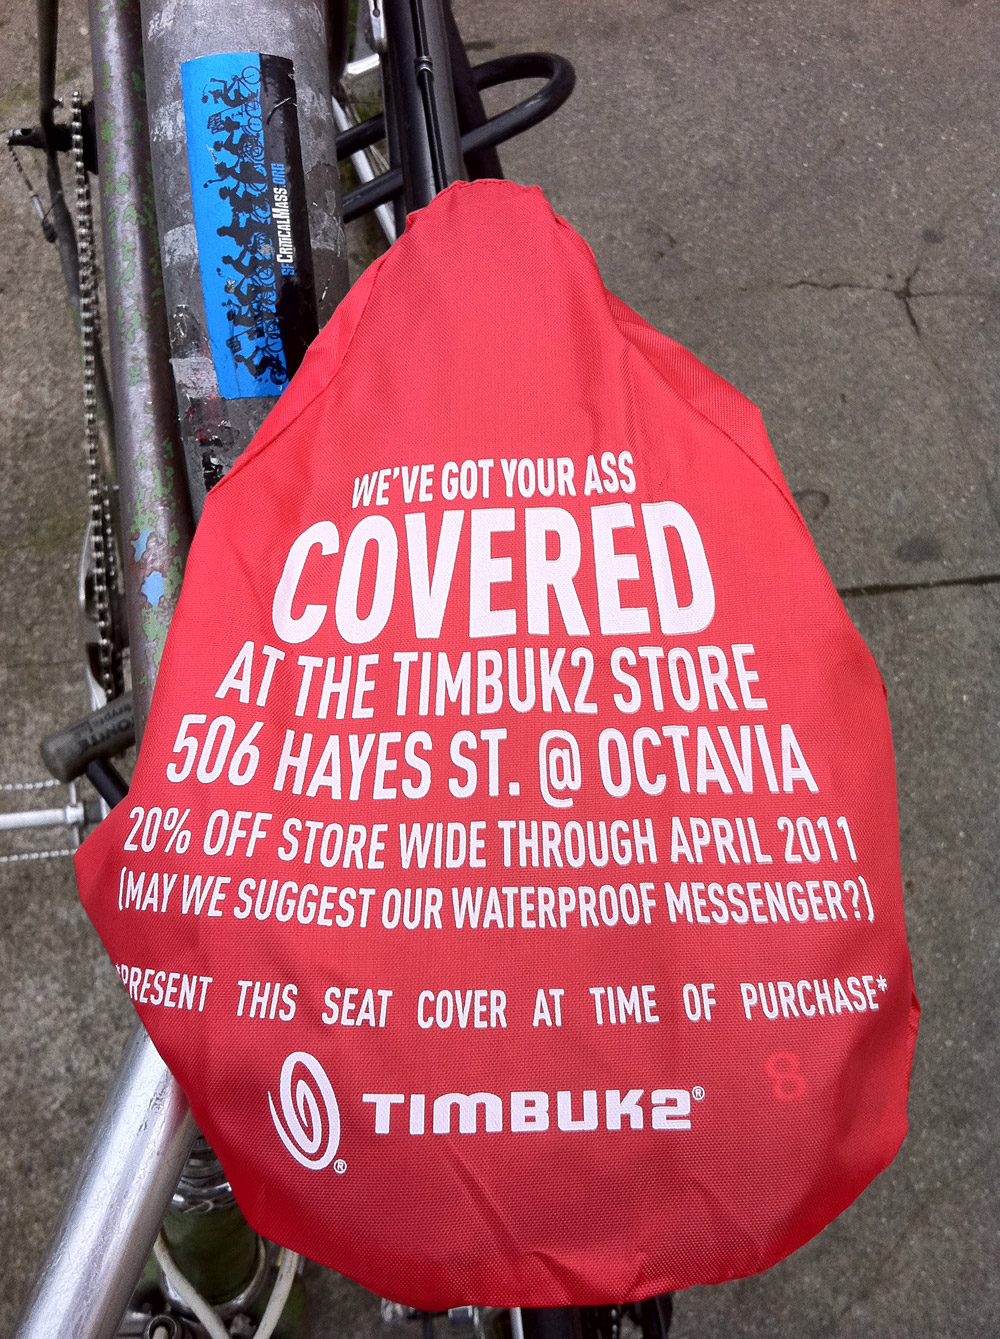 SFCRITICALMASS.ORG
WE'VE GOT YOUR ASS
COVERED
AT THE TIMBUK2 STORE
506 HAYES ST. @ OCTAVIA
20% OFF STORE WIDE THROUGH APRIL 2011
(MAY WE SUGGEST OUR WATERPROOF MESSENGER?)
*PRESENT THIS SEAT COVER AT TIME OF PURCHASE*
8
TIMBUK2®
®